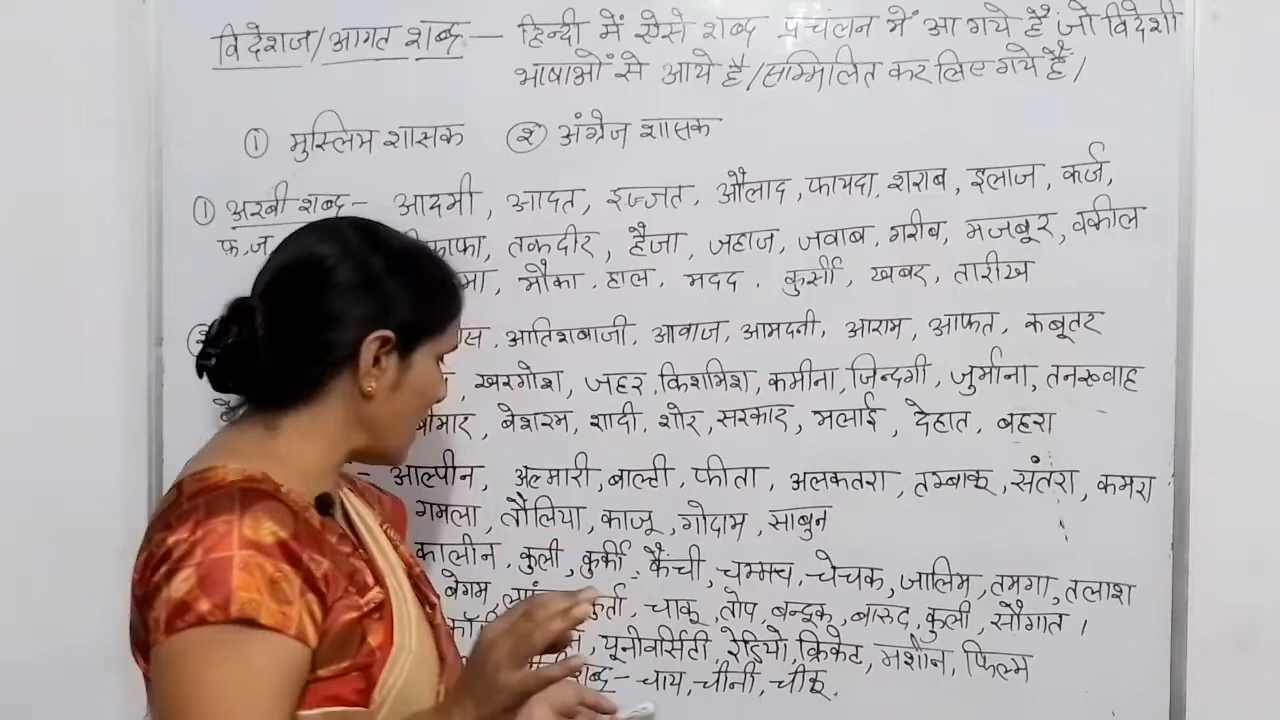 विदेशज/आगत शब्द — हिन्दी में ऐसे शब्द प्रचलन में आ गये हैं जो विदेशी
भाषाओं से आये है/सम्मिलित कर लिए गये हैं।
① मुस्लिम शासक ② अंग्रेज शासक
① अरबी शब्द - आदमी, आदत, इज्जत, औलाद, फायदा, शराब, इलाज, कर्ज,
फ़, ज़ तकदीर, हैजा, जहाज, जवाब, गरीब, मजबूर, वकील
मौका, हाल, मदद, कुर्सी, खबर, तारीख
आतिशबाजी, आवाज, आमदनी, आराम, आफत, कबूतर
खरगोश, जहर, किशमिश, कमीना, जिन्दगी, जुर्माना, तनख्वाह
बीमार, बेशरम, शादी, शोर, सरकार, मलाई, देहात, बहरा
- आल्पीन, अल्मारी, बाल्टी, फीता, अलकतरा, तम्बाकू, संतरा, कमरा
गमला, तौलिया, काजू, गोदाम, साबुन
कालीन, कुली, कुर्की, कैंची, चम्मच, चेचक, जालिम, तमगा, तलाश
बेगम, चाकू, तोप, बन्दूक, बारूद, कुली, सौगात।
यूनीवर्सिटी, रेडियो, क्रिकेट, मशीन, फिल्म
शब्द - चाय, चीनी, चीकू